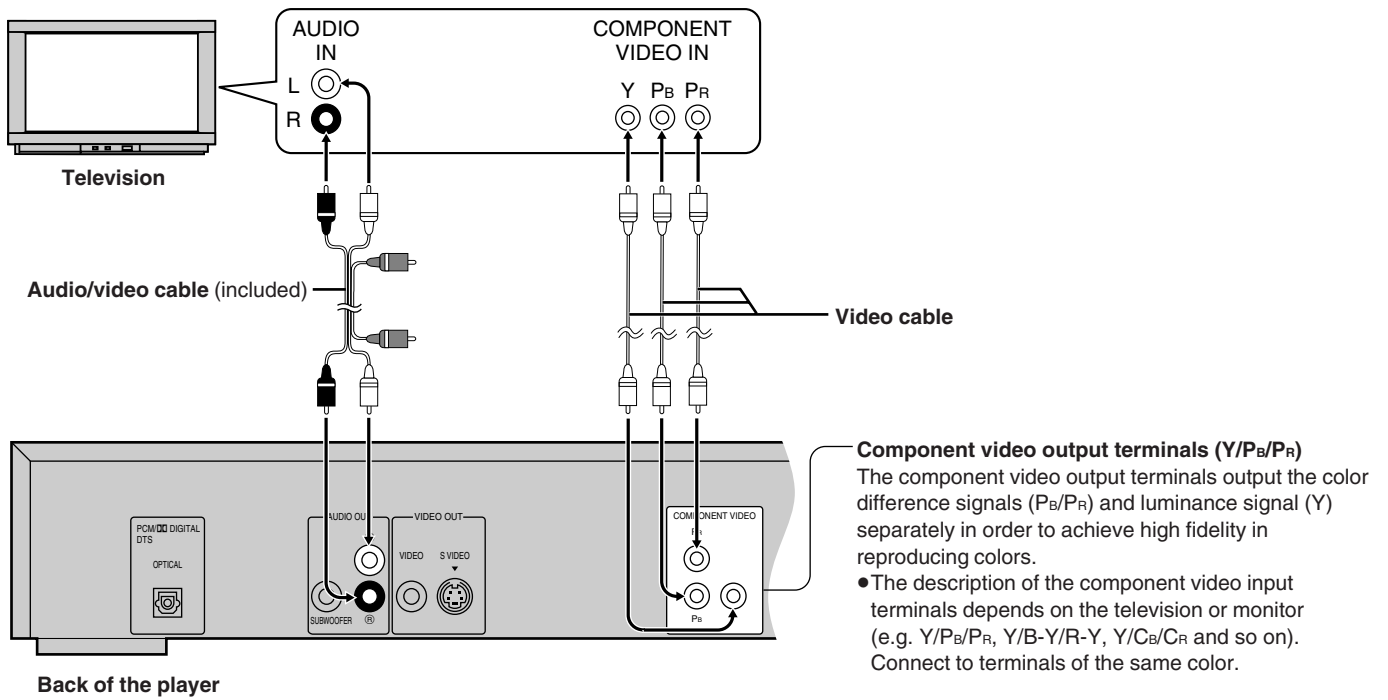 AUDIO
IN
L
R
COMPONENT
VIDEO IN
Y PB PR
Television
Audio/video cable (included)
Video cable
Component video output terminals (Y/PB/PR)
The component video output terminals output the color
difference signals (PB/PR) and luminance signal (Y)
separately in order to achieve high fidelity in
reproducing colors.
●The description of the component video input
terminals depends on the television or monitor
(e.g. Y/PB/PR, Y/B-Y/R-Y, Y/CB/CR and so on).
Connect to terminals of the same color.
PCM/DD DIGITAL
DTS
OPTICAL
AUDIO OUT
SUBWOOFER
R
VIDEO OUT
VIDEO
S VIDEO
COMPONENT VIDEO
PR
PB
Back of the player